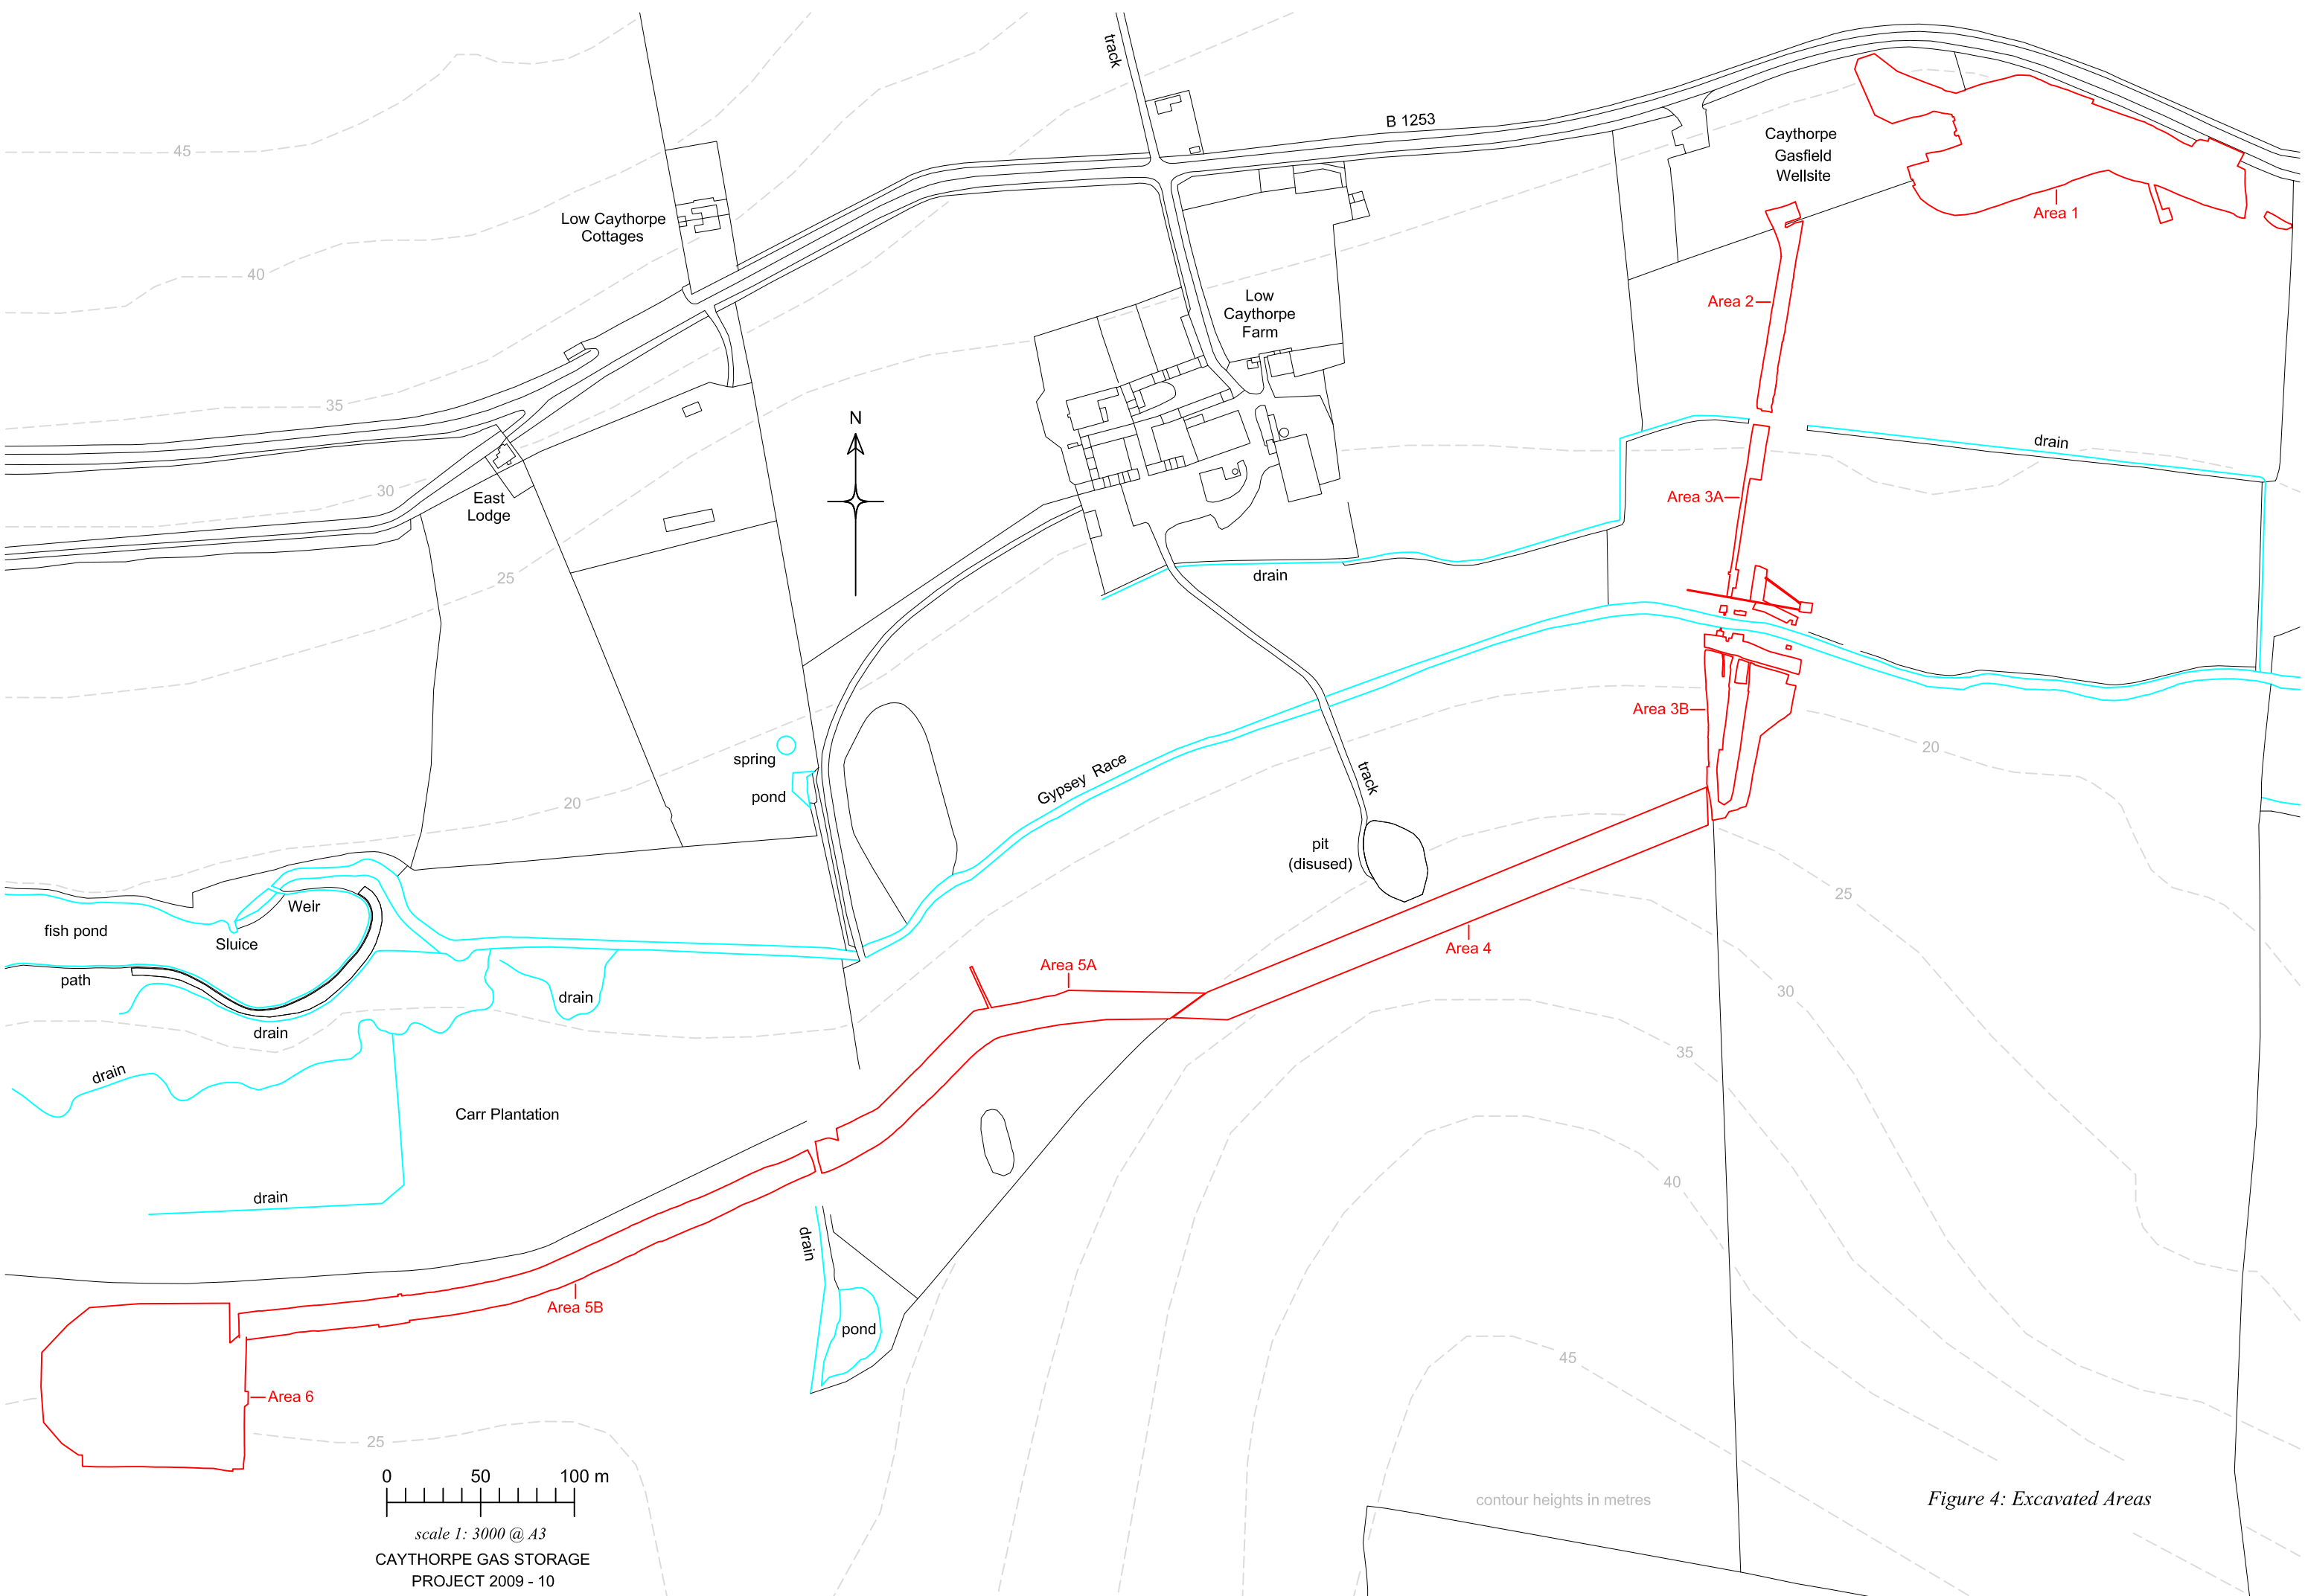 track
B 1253
45
Caythorpe
Gasfield
Wellsite
Low Caythorpe
Cottages
Area 1
40
Low
Caythorpe
Farm
Area 2
35
N
drain
30
East
Lodge
Area 3A
25
drain
Area 3B
20
spring
Gypsey Race
track
pond
20
pit
(disused)
25
Weir
fish pond
Sluice
Area 4
Area 5A
path
drain
30
drain
35
drain
Carr Plantation
40
drain
drain
Area 5B
pond
45
Area 6
25
0 50 100 m
contour heights in metres
Figure 4: Excavated Areas
scale 1: 3000 @ A3
CAYTHORPE GAS STORAGE
PROJECT 2009 - 10